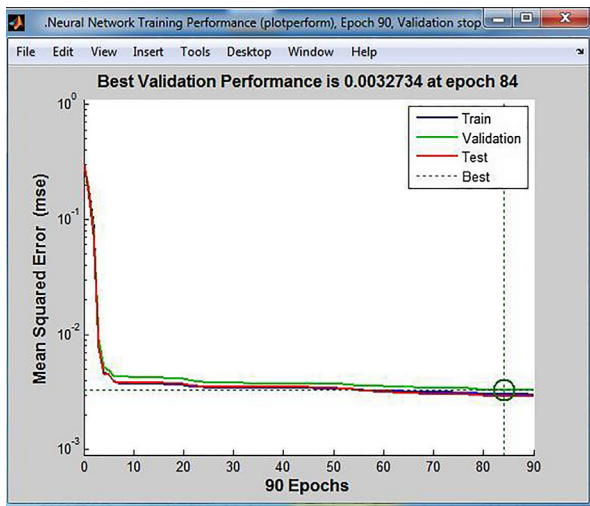 .Neural Network Training Performance (plotperform), Epoch 90, Validation stop
File Edit View Insert Tools Desktop Window Help
Best Validation Performance is 0.0032734 at epoch 84
Train
Validation
Test
Best
Mean Squared Error (mse)
10^0
10^-1
10^-2
10^-3
0 10 20 30 40 50 60 70 80 90
90 Epochs